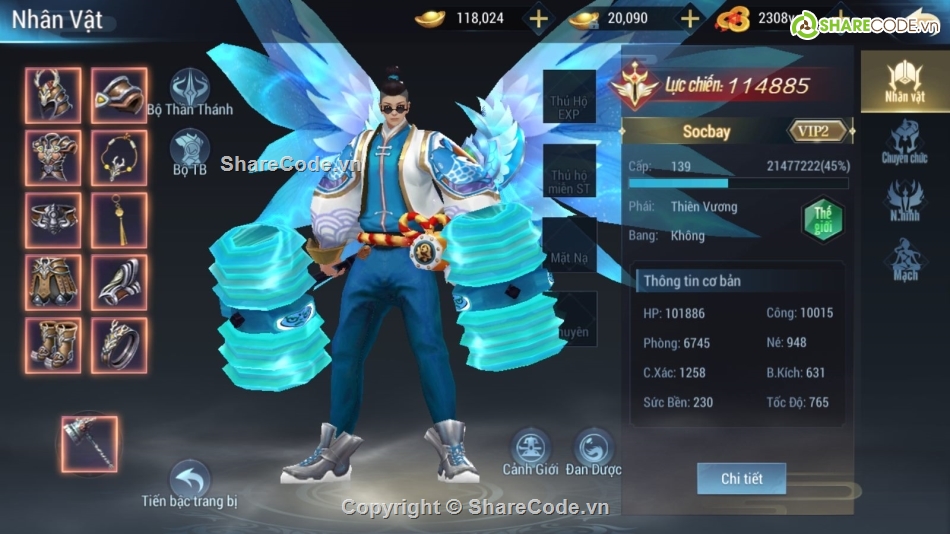 Nhân Vật
118,024
20,090
2308
SHARECODE.vn
Bộ Thần Thánh
Bộ TB
ShareCode.vn
Thủ Hộ
EXP
Thủ hộ
miễn ST
Mặt Nạ
Lực chiến: 114885
Socbay
VIP2
Cấp: 139
21477222(45%)
Phái: Thiên Vương
Bang: Không
Thế
giới
Thông tin cơ bản
HP: 101886
Công: 10015
Phòng: 6745
Né: 948
C.Xác: 1258
B.Kích: 631
Sức Bền: 230
Tốc Độ: 765
Chi tiết
Nhân vật
Chuyển chức
N.hình
Mạch
Cảnh Giới
Đan Dược
Tiến bậc trang bị
Copyright © ShareCode.vn